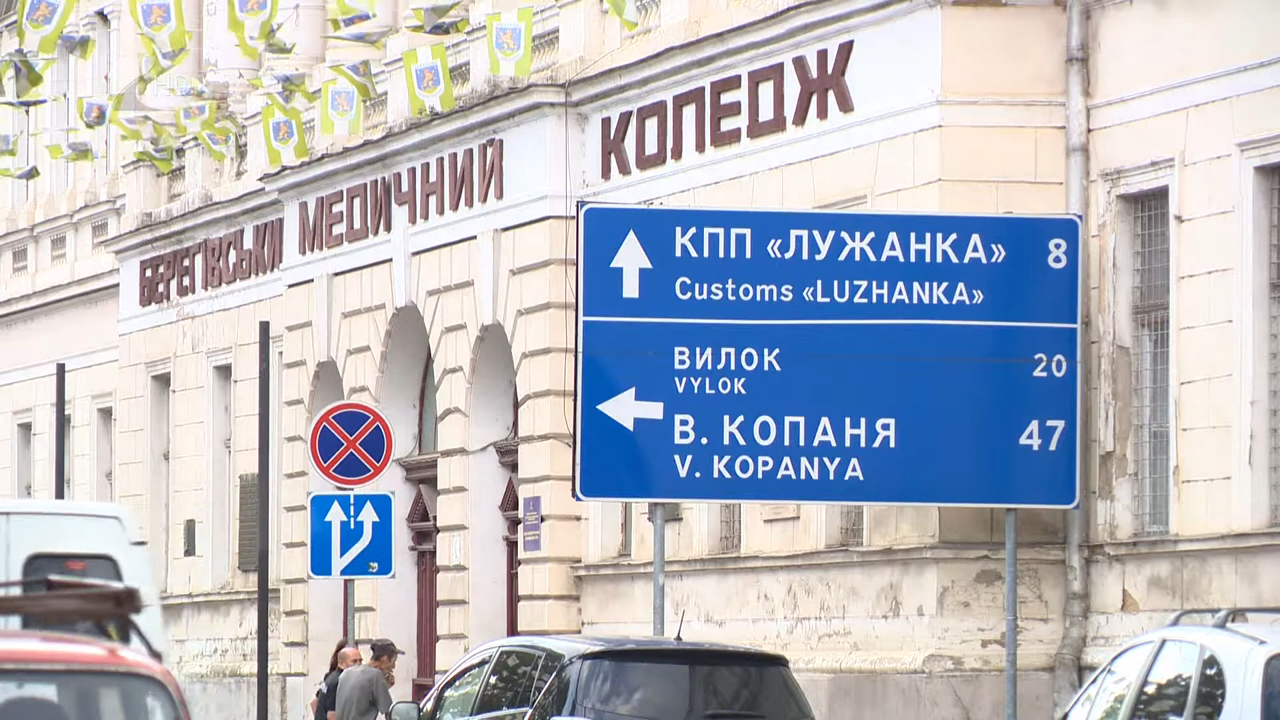 БЕРЕГІВСЬКИ МЕДИЧНИЙ КОЛЕДЖ
КПП «ЛУЖАНКА» 8
Customs «LUZHANKA»
ВИЛОК 20
VYLOK
В. КОПАНЯ 47
V. KOPANYA